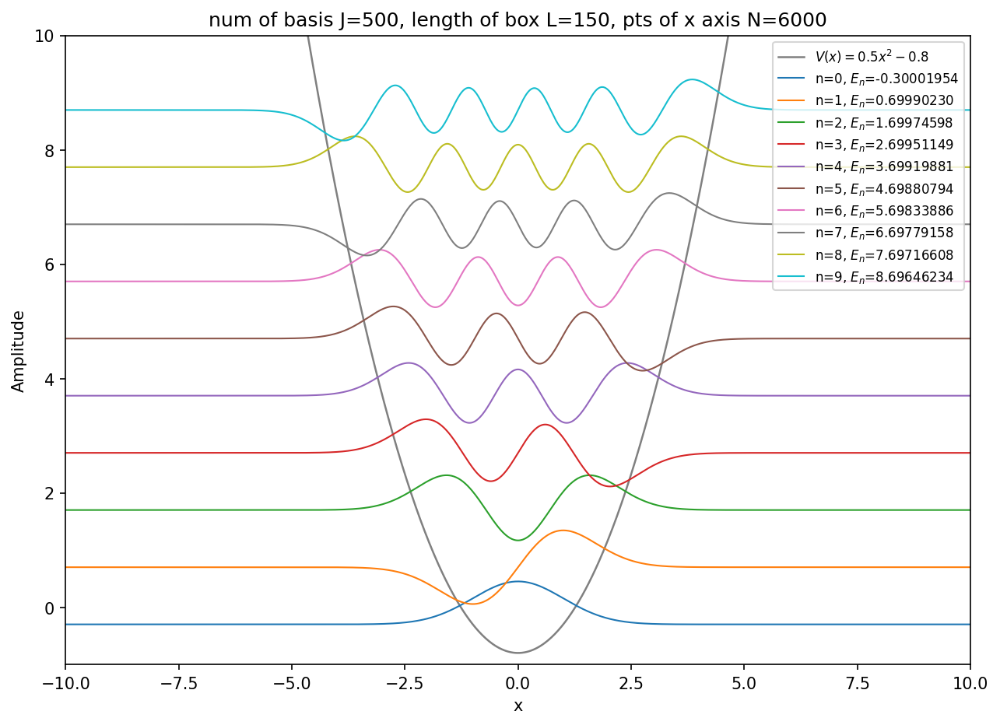 num of basis J=500, length of box L=150, pts of x axis N=6000
V(x) = 0.5x² − 0.8
n=0, Eₙ=-0.30001954
n=1, Eₙ=0.69990230
n=2, Eₙ=1.69974598
n=3, Eₙ=2.69951149
n=4, Eₙ=3.69919881
n=5, Eₙ=4.69880794
n=6, Eₙ=5.69833886
n=7, Eₙ=6.69779158
n=8, Eₙ=7.69716608
n=9, Eₙ=8.69646234
Amplitude
10
8
6
4
2
0
−10.0 −7.5 −5.0 −2.5 0.0 2.5 5.0 7.5 10.0
x